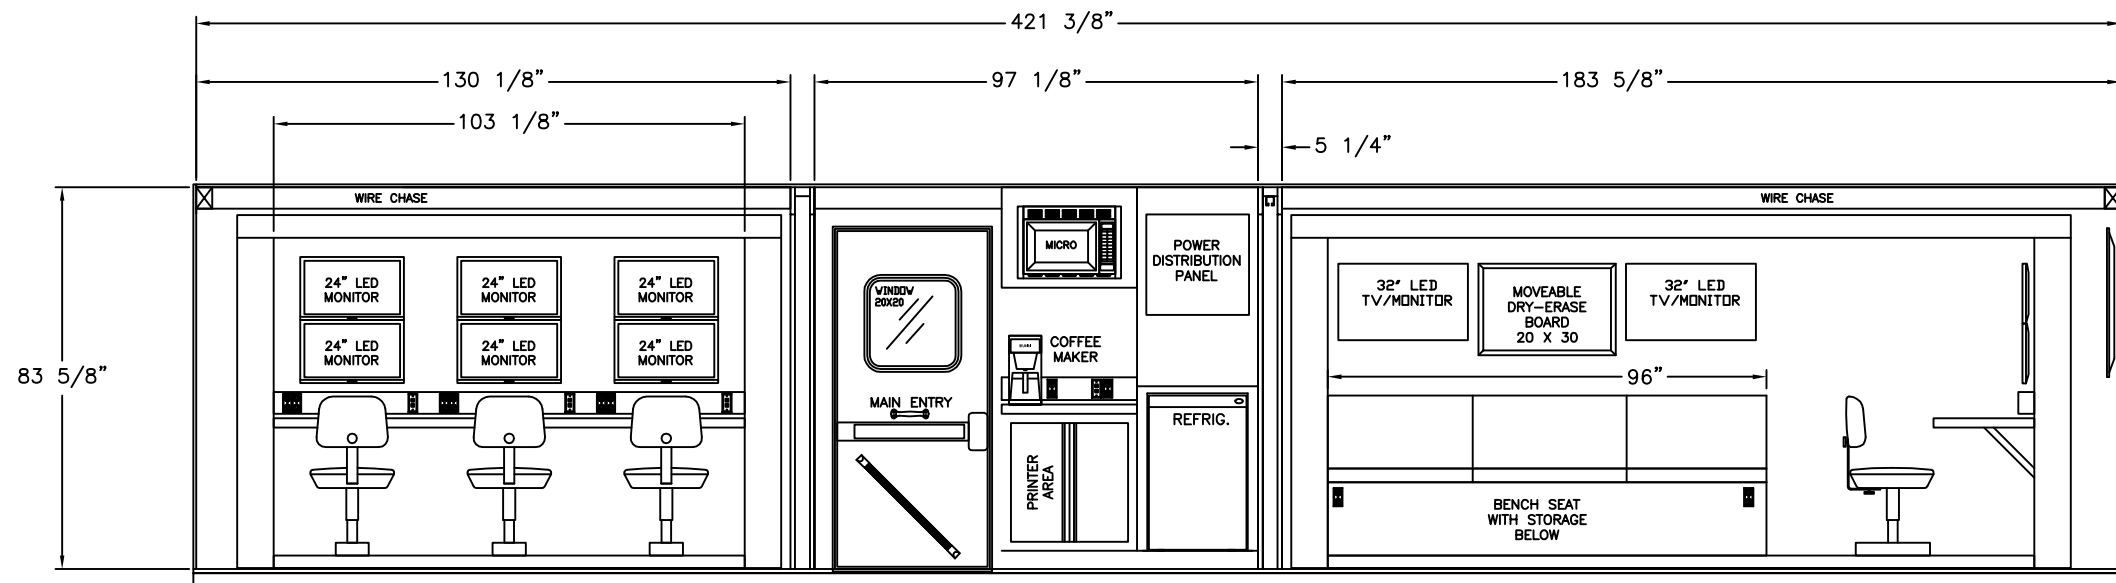 421 3/8”
130 1/8”
97 1/8”
183 5/8”
103 1/8”
5 1/4”
WIRE CHASE
WIRE CHASE
83 5/8”
24” LED
MONITOR
24” LED
MONITOR
24” LED
MONITOR
24” LED
MONITOR
24” LED
MONITOR
24” LED
MONITOR
WINDOW
20X20
MAIN ENTRY
MICRO
POWER
DISTRIBUTION
PANEL
COFFEE
MAKER
PRINTER
AREA
REFRIG.
32" LED
TV/MONITOR
MOVEABLE
DRY-ERASE
BOARD
20 X 30
32" LED
TV/MONITOR
96”
BENCH SEAT
WITH STORAGE
BELOW